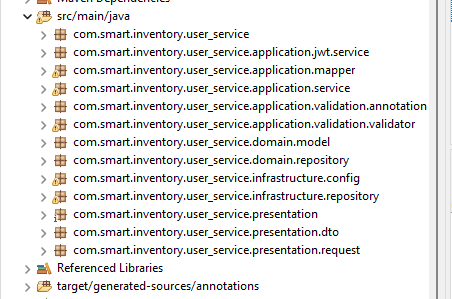 Maven Dependencies
src/main/java
com.smart.inventory.user_service
com.smart.inventory.user_service.application.jwt.service
com.smart.inventory.user_service.application.mapper
com.smart.inventory.user_service.application.service
com.smart.inventory.user_service.application.validation.annotation
com.smart.inventory.user_service.application.validation.validator
com.smart.inventory.user_service.domain.model
com.smart.inventory.user_service.domain.repository
com.smart.inventory.user_service.infrastructure.config
com.smart.inventory.user_service.infrastructure.repository
com.smart.inventory.user_service.presentation
com.smart.inventory.user_service.presentation.dto
com.smart.inventory.user_service.presentation.request
Referenced Libraries
target/generated-sources/annotations